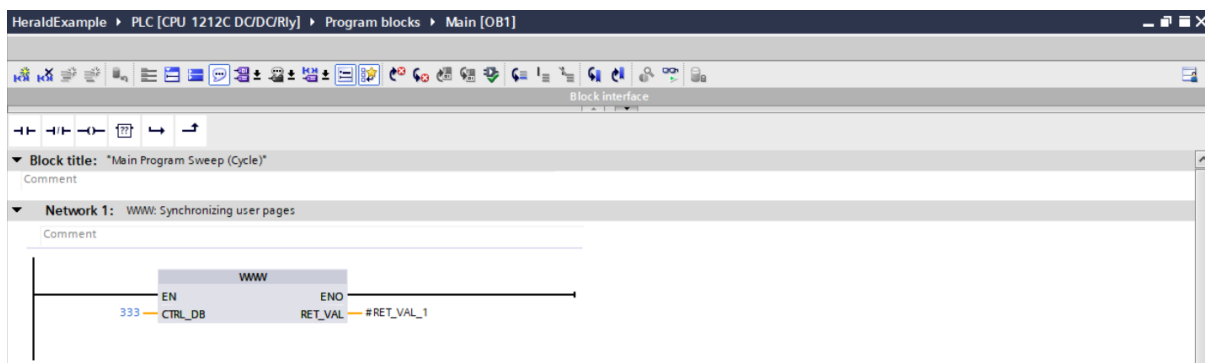 HeraldExample ▸ PLC [CPU 1212C DC/DC/Rly] ▸ Program blocks ▸ Main [OB1]
Block interface
Block title: "Main Program Sweep (Cycle)"
Comment
Network 1: WWW: Synchronizing user pages
Comment
WWW
EN ENO
333 CTRL_DB RET_VAL #RET_VAL_1